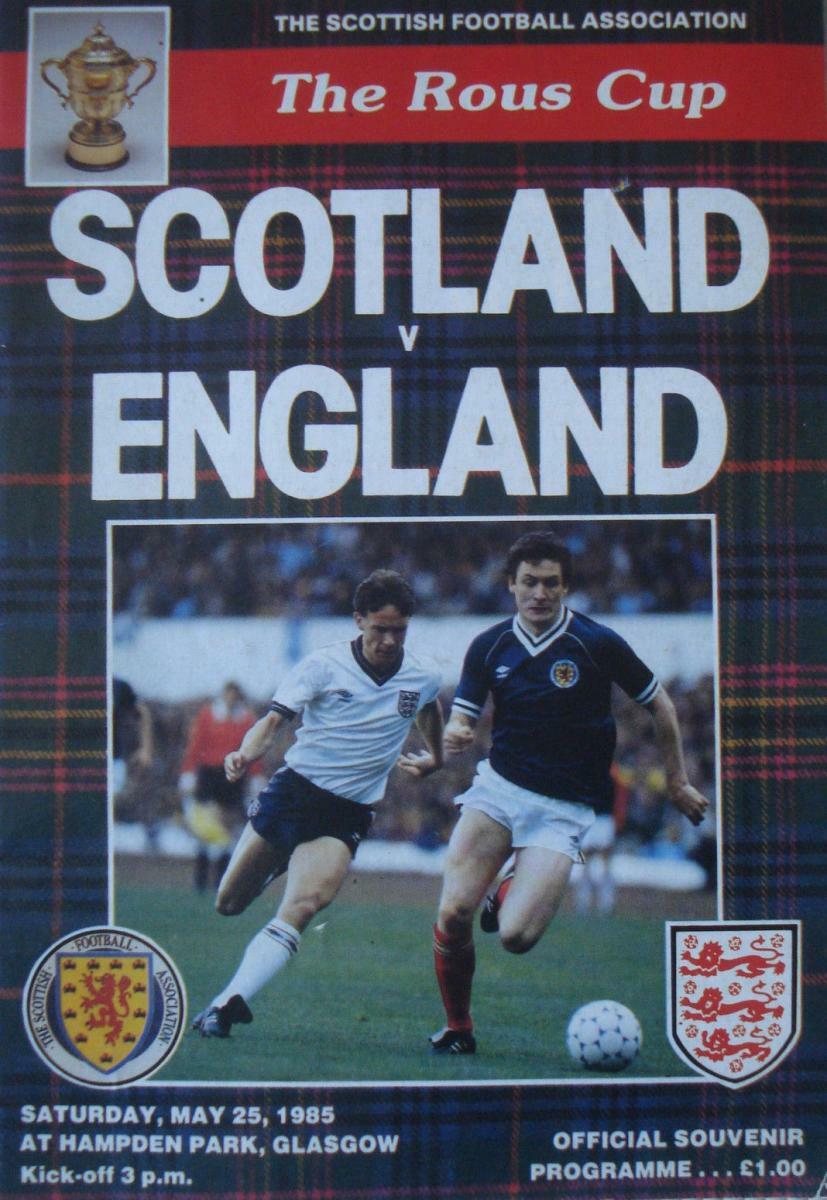 THE SCOTTISH FOOTBALL ASSOCIATION
The Rous Cup
SCOTLAND
v
ENGLAND
THE SCOTTISH · FOOTBALL · ASSOCIATION
SATURDAY, MAY 25, 1985
AT HAMPDEN PARK, GLASGOW
Kick-off 3 p.m.
OFFICIAL SOUVENIR
PROGRAMME . . . £1.00